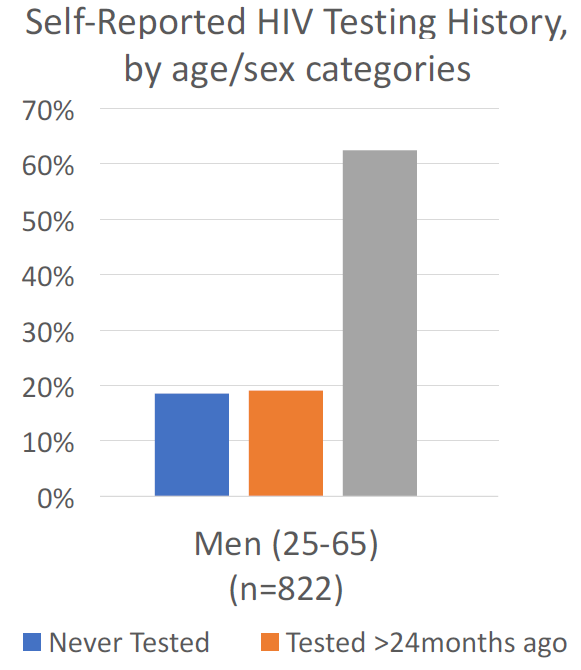 Self-Reported HIV Testing History,
by age/sex categories
70%
60%
50%
40%
30%
20%
10%
0%
Men (25-65)
(n=822)
Never Tested
Tested >24months ago